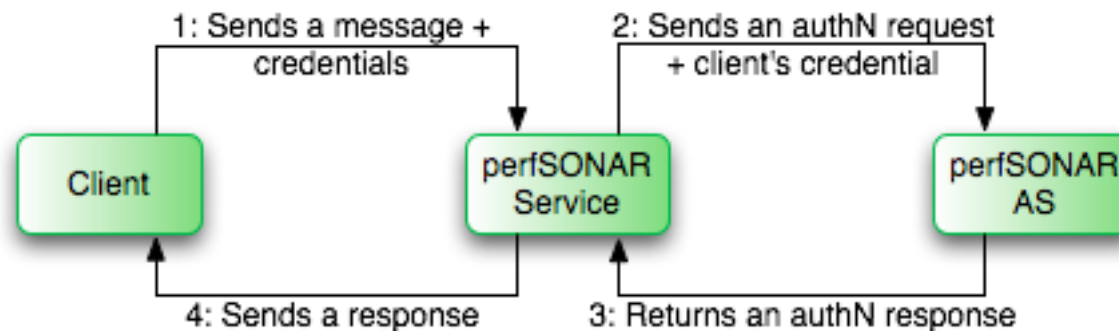 1: Sends a message +
credentials
2: Sends an authN request
+ client's credential
Client
perfSONAR
Service
perfSONAR
AS
4: Sends a response
3: Returns an authN response